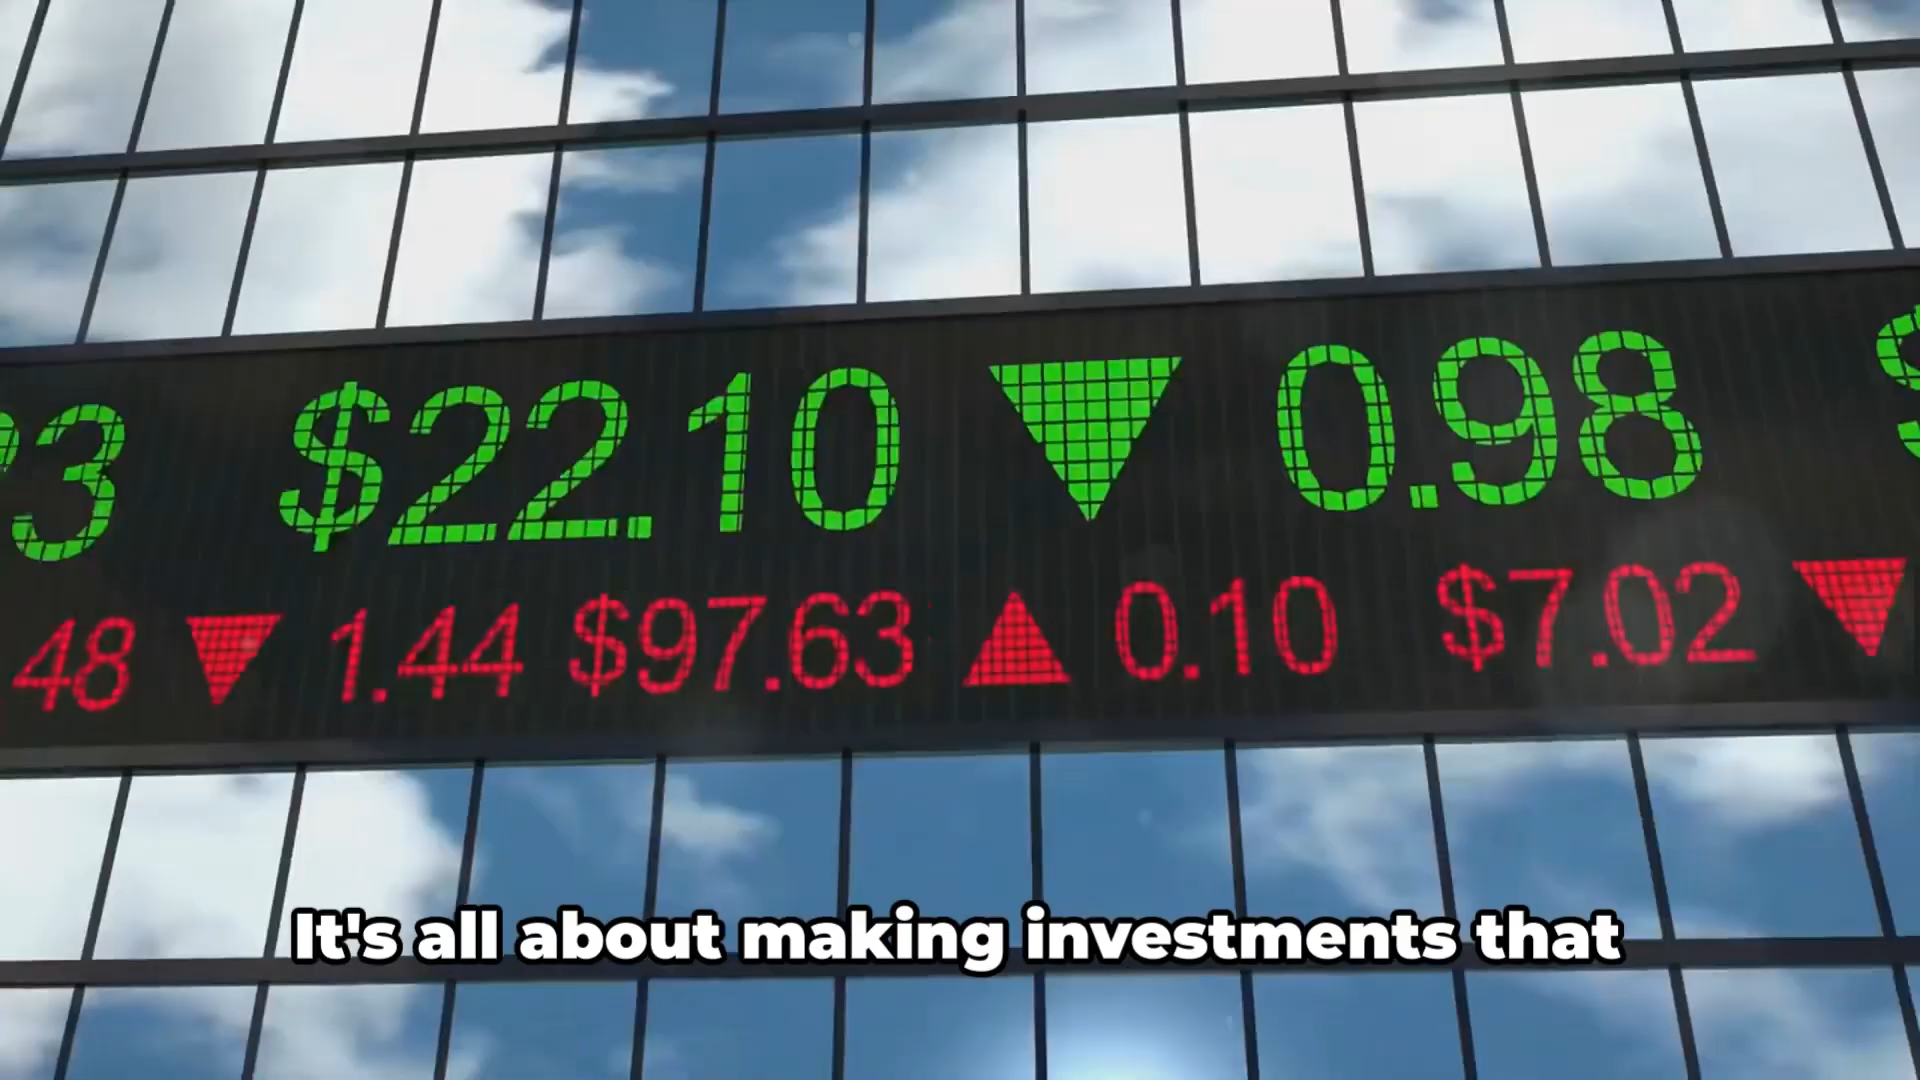 3 $22.10 ▼ 0.98
48 ▼ 1.44 $97.63 ▲ 0.10 $7.02 ▼
It's all about making investments that